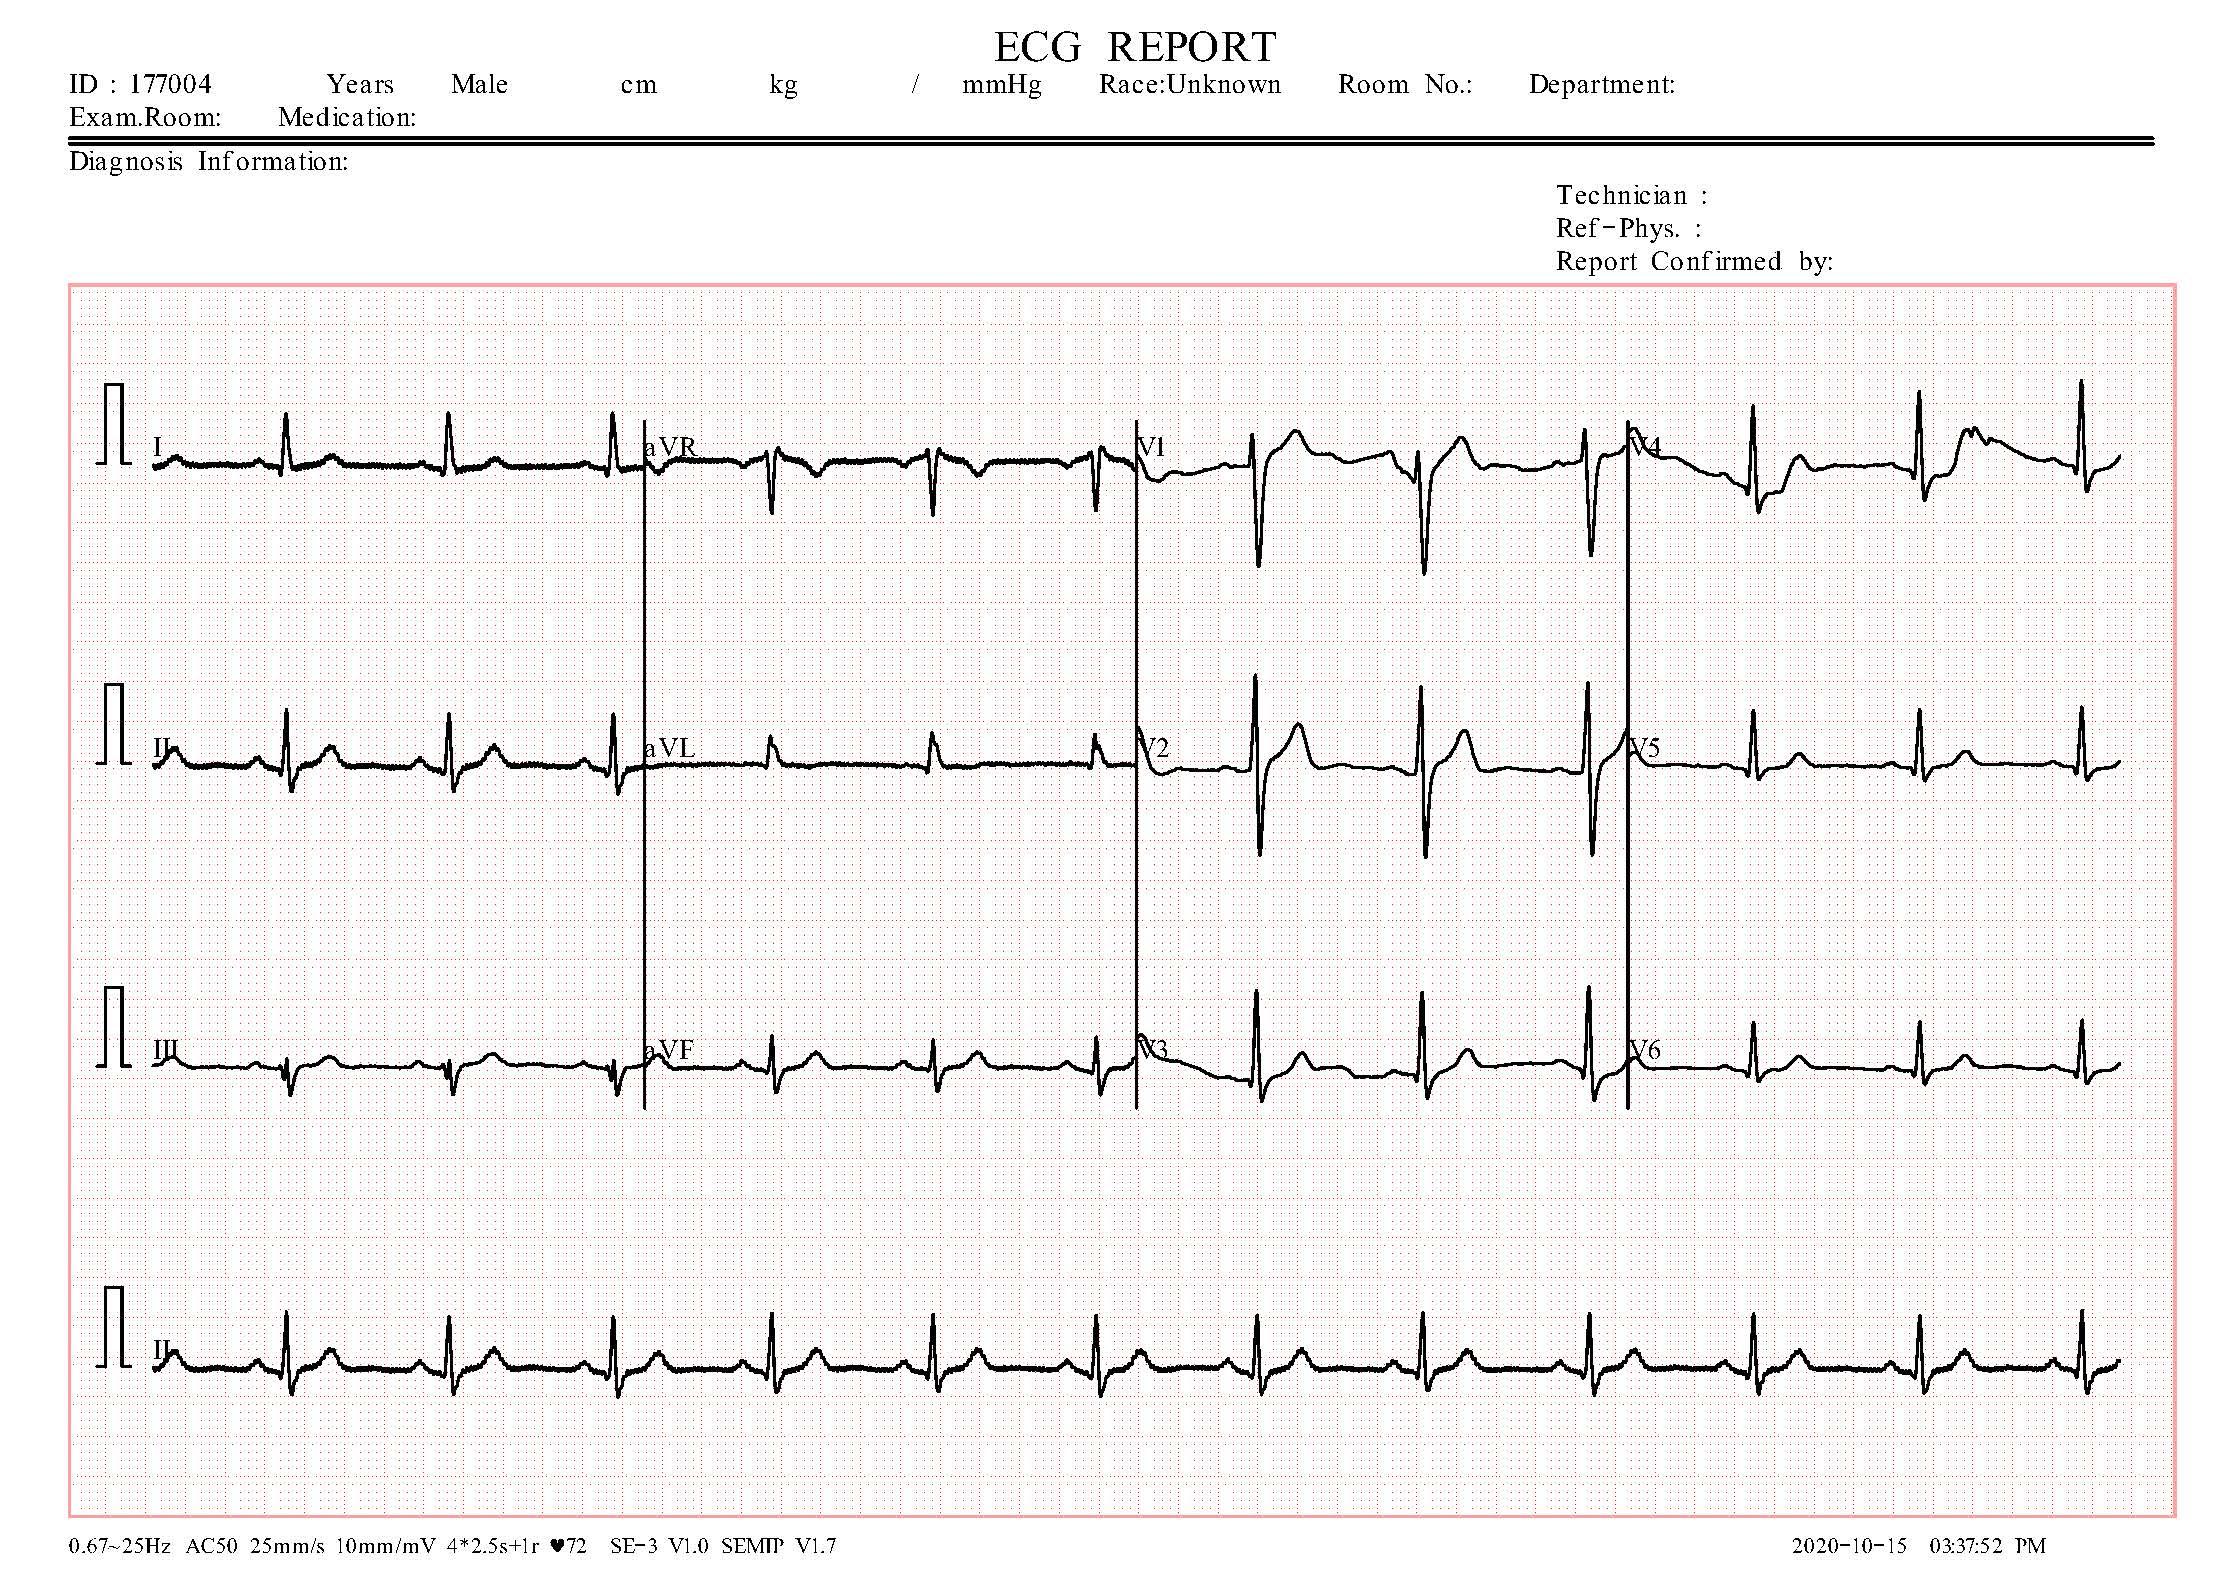 ECG REPORT
ID : 177004 Years Male cm kg / mmHg Race:Unknown Room No.: Department:
Exam.Room: Medication:
Diagnosis Information:
Technician :
Ref-Phys. :
Report Confirmed by:
I aVR V1 V4
II aVL V2 V5
III aVF V3 V6
II
0.67~25Hz AC50 25mm/s 10mm/mV 4*2.5s+1r ♥72 SE-3 V1.0 SEMIP V1.7 2020-10-15 03:37:52 PM